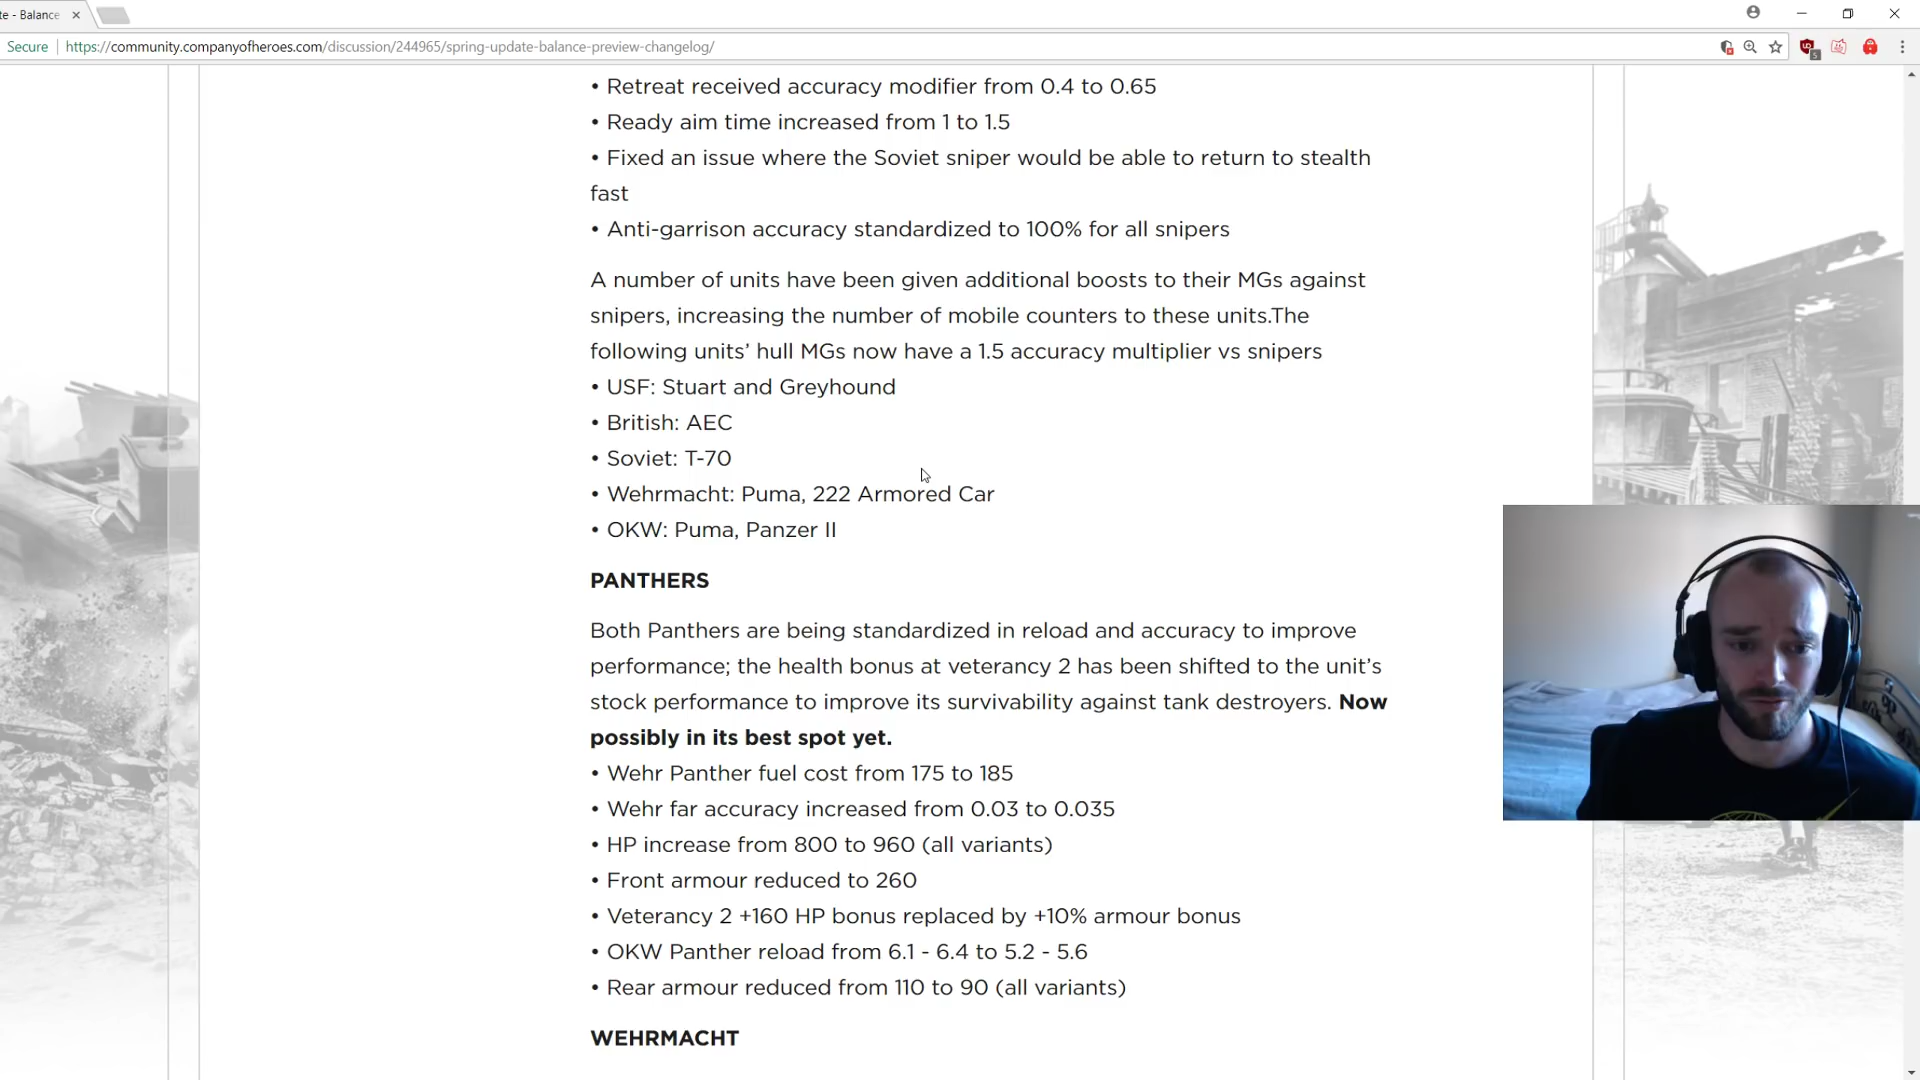 te - Balance
Secure
https://community.companyofheroes.com/discussion/244965/spring-update-balance-preview-changelog/
• Retreat received accuracy modifier from 0.4 to 0.65
• Ready aim time increased from 1 to 1.5
• Fixed an issue where the Soviet sniper would be able to return to stealth
fast
• Anti-garrison accuracy standardized to 100% for all snipers
A number of units have been given additional boosts to their MGs against
snipers, increasing the number of mobile counters to these units.The
following units’ hull MGs now have a 1.5 accuracy multiplier vs snipers
• USF: Stuart and Greyhound
• British: AEC
• Soviet: T-70
• Wehrmacht: Puma, 222 Armored Car
• OKW: Puma, Panzer II
PANTHERS
Both Panthers are being standardized in reload and accuracy to improve
performance; the health bonus at veterancy 2 has been shifted to the unit’s
stock performance to improve its survivability against tank destroyers. Now
possibly in its best spot yet.
• Wehr Panther fuel cost from 175 to 185
• Wehr far accuracy increased from 0.03 to 0.035
• HP increase from 800 to 960 (all variants)
• Front armour reduced to 260
• Veterancy 2 +160 HP bonus replaced by +10% armour bonus
• OKW Panther reload from 6.1 - 6.4 to 5.2 - 5.6
• Rear armour reduced from 110 to 90 (all variants)
WEHRMACHT